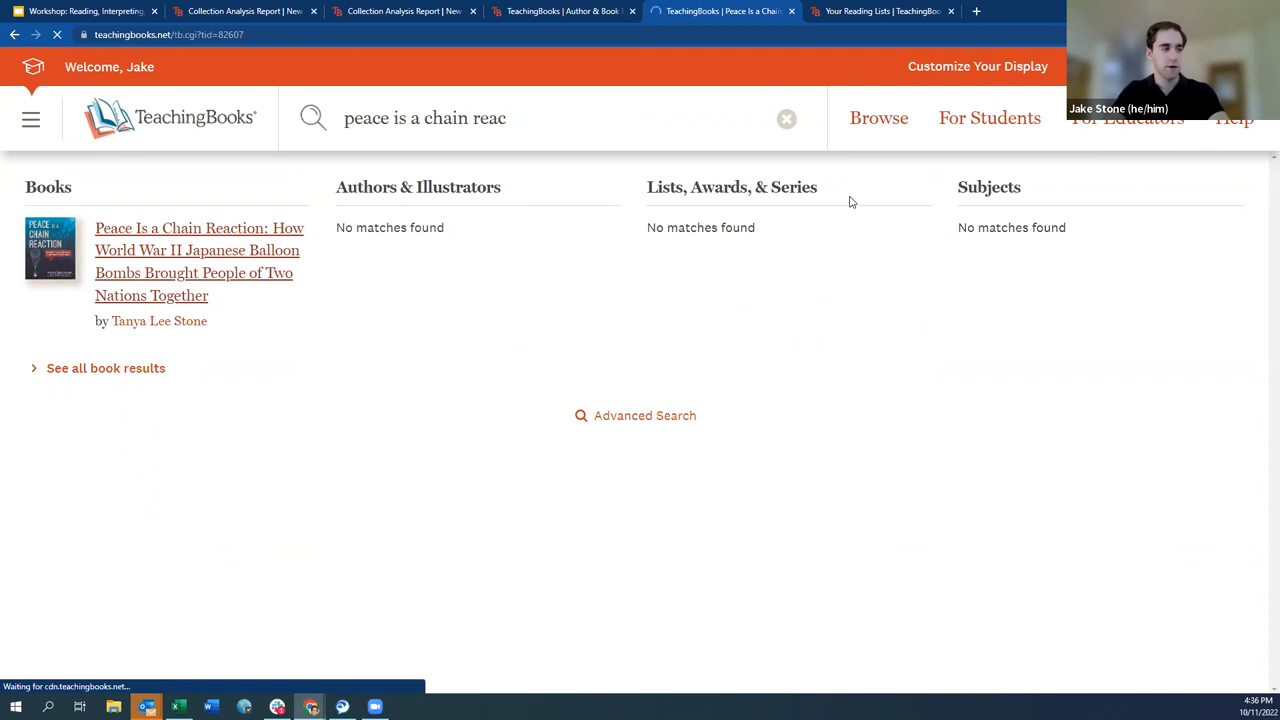 Workshop: Reading, Interpreting,
Collection Analysis Report | New
Collection Analysis Report | New
TeachingBooks | Author & Book
TeachingBooks | Peace Is a Chain
Your Reading Lists | TeachingBoo
teachingbooks.net/tb.cgi?tid=82607
Welcome, Jake
Customize Your Display
Jake Stone (he/him)
TeachingBooks
peace is a chain reac
Browse
For Students
For Educators
Help
Books
Authors & Illustrators
Lists, Awards, & Series
Subjects
PEACE IS A CHAIN REACTION
Peace Is a Chain Reaction: How
World War II Japanese Balloon
Bombs Brought People of Two
Nations Together
by Tanya Lee Stone
No matches found
No matches found
No matches found
See all book results
Advanced Search
Waiting for cdn.teachingbooks.net...
4:36 PM
10/11/2022